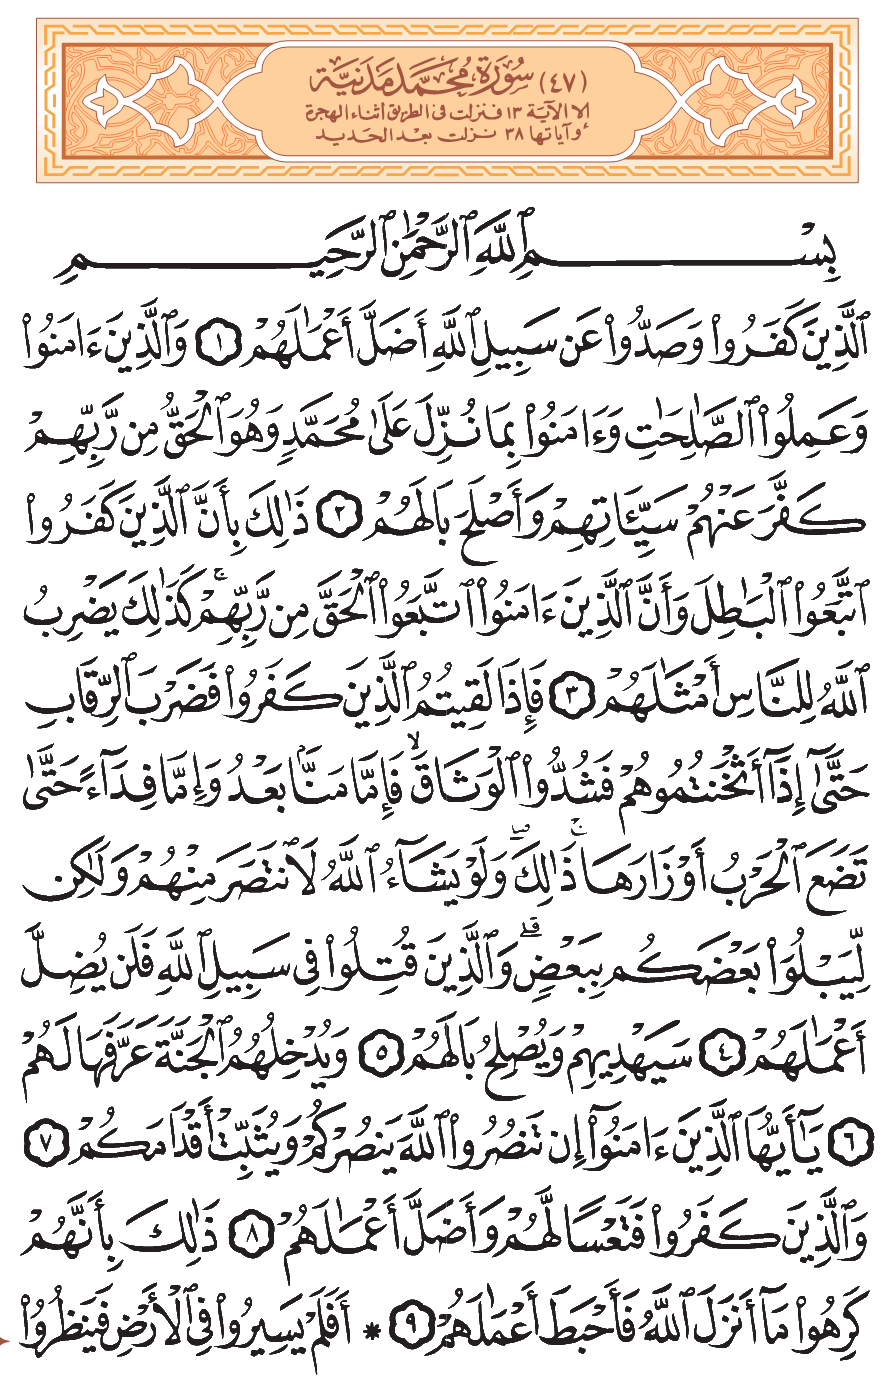 (٤٧) سُورَة مُحَمَّد مَدَنِيَّة
إلا الآية ١٣ فنزلت فى الطريق أثناء الهجرة
وآياتها ٣٨ نزلت بعد الحديد
بِسْمِ ٱللَّهِ ٱلرَّحْمَٰنِ ٱلرَّحِيمِ
ٱلَّذِينَ كَفَرُوا۟ وَصَدُّوا۟ عَن سَبِيلِ ٱللَّهِ أَضَلَّ أَعْمَٰلَهُمْ ١ وَٱلَّذِينَ ءَامَنُوا۟
وَعَمِلُوا۟ ٱلصَّٰلِحَٰتِ وَءَامَنُوا۟ بِمَا نُزِّلَ عَلَىٰ مُحَمَّدٍ وَهُوَ ٱلْحَقُّ مِن رَّبِّهِمْ
كَفَّرَ عَنْهُمْ سَيِّـَٔاتِهِمْ وَأَصْلَحَ بَالَهُمْ ٢ ذَٰلِكَ بِأَنَّ ٱلَّذِينَ كَفَرُوا۟
ٱتَّبَعُوا۟ ٱلْبَٰطِلَ وَأَنَّ ٱلَّذِينَ ءَامَنُوا۟ ٱتَّبَعُوا۟ ٱلْحَقَّ مِن رَّبِّهِمْ ۚ كَذَٰلِكَ يَضْرِبُ
ٱللَّهُ لِلنَّاسِ أَمْثَٰلَهُمْ ٣ فَإِذَا لَقِيتُمُ ٱلَّذِينَ كَفَرُوا۟ فَضَرْبَ ٱلرِّقَابِ
حَتَّىٰٓ إِذَآ أَثْخَنتُمُوهُمْ فَشُدُّوا۟ ٱلْوَثَاقَ ۙ فَإِمَّا مَنًّۢا بَعْدُ وَإِمَّا فِدَآءً حَتَّىٰ
تَضَعَ ٱلْحَرْبُ أَوْزَارَهَا ۚ ذَٰلِكَ ۖ وَلَوْ يَشَآءُ ٱللَّهُ لَٱنتَصَرَ مِنْهُمْ وَلَٰكِن
لِّيَبْلُوَا۟ بَعْضَكُم بِبَعْضٍ ۗ وَٱلَّذِينَ قُتِلُوا۟ فِى سَبِيلِ ٱللَّهِ فَلَن يُضِلَّ
أَعْمَٰلَهُمْ ٤ سَيَهْدِيهِمْ وَيُصْلِحُ بَالَهُمْ ٥ وَيُدْخِلُهُمُ ٱلْجَنَّةَ عَرَّفَهَا لَهُمْ
٦ يَٰٓأَيُّهَا ٱلَّذِينَ ءَامَنُوٓا۟ إِن تَنصُرُوا۟ ٱللَّهَ يَنصُرْكُمْ وَيُثَبِّتْ أَقْدَامَكُمْ ٧
وَٱلَّذِينَ كَفَرُوا۟ فَتَعْسًا لَّهُمْ وَأَضَلَّ أَعْمَٰلَهُمْ ٨ ذَٰلِكَ بِأَنَّهُمْ
كَرِهُوا۟ مَآ أَنزَلَ ٱللَّهُ فَأَحْبَطَ أَعْمَٰلَهُمْ ٩ * أَفَلَمْ يَسِيرُوا۟ فِى ٱلْأَرْضِ فَيَنظُرُوا۟